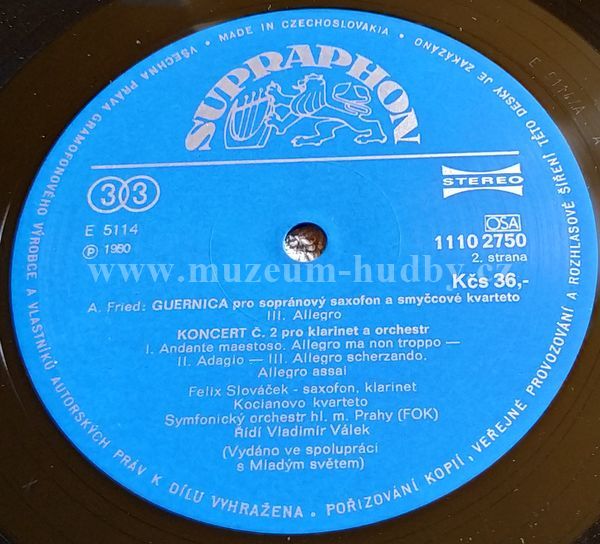 VŠECHNA PRÁVA GRAMOFONOVÉHO VÝROBCE A VLASTNÍKŮ AUTORSKÝCH PRÁV K DÍLU VYHRAŽENA • POŘIZOVÁNÍ KOPIÍ, VEŘEJNÉ PROVOZOVÁNÍ A ROZHLASOVÉ ŠÍŘENÍ TÉTO DESKY JE ZAKÁZÁNO • MADE IN CZECHOSLOVAKIA •
SUPRAPHON
33
STEREO
E 5114
Ⓟ 1980
OSA
1110 2750
2. strana
Kčs 36,-
www.muzeum-hudby.cz
A. Fried: GUERNICA pro sopránový saxofon a smyčcové kvarteto
III. Allegro
KONCERT Č. 2 pro klarinet a orchestr
I. Andante maestoso. Allegro ma non troppo —
II. Adagio — III. Allegro scherzando.
Allegro assai
Felix Slováček - saxofon, klarinet
Kocianovo kvarteto
Symfonický orchestr hl. m. Prahy (FOK)
Řídí Vladimír Válek
(Vydáno ve spolupráci
s Mladým světem)